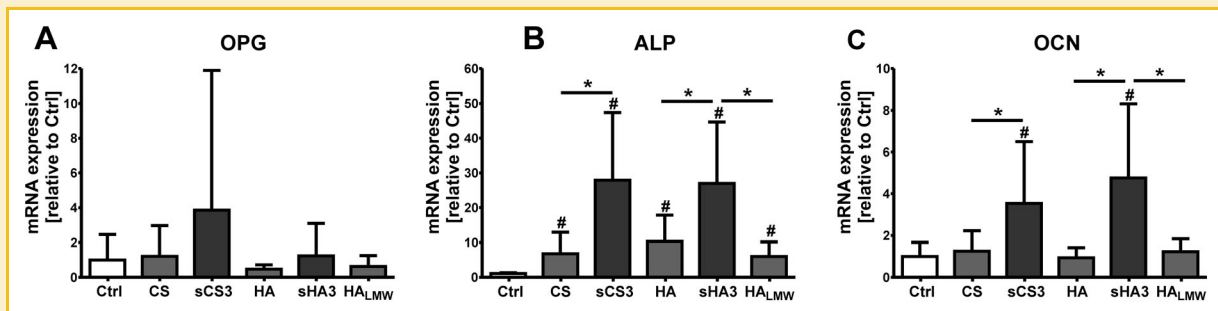 A
OPG
mRNA expression
[relative to Ctrl]
12
10
8
6
4
2
0
Ctrl
CS
sCS3
HA
sHA3
HALMW
B
ALP
mRNA expression
[relative to Ctrl]
60
50
40
30
20
10
0
*
*
*
#
#
#
#
#
Ctrl
CS
sCS3
HA
sHA3
HALMW
C
OCN
mRNA expression
[relative to Ctrl]
10
8
6
4
2
0
*
*
*
#
#
Ctrl
CS
sCS3
HA
sHA3
HALMW